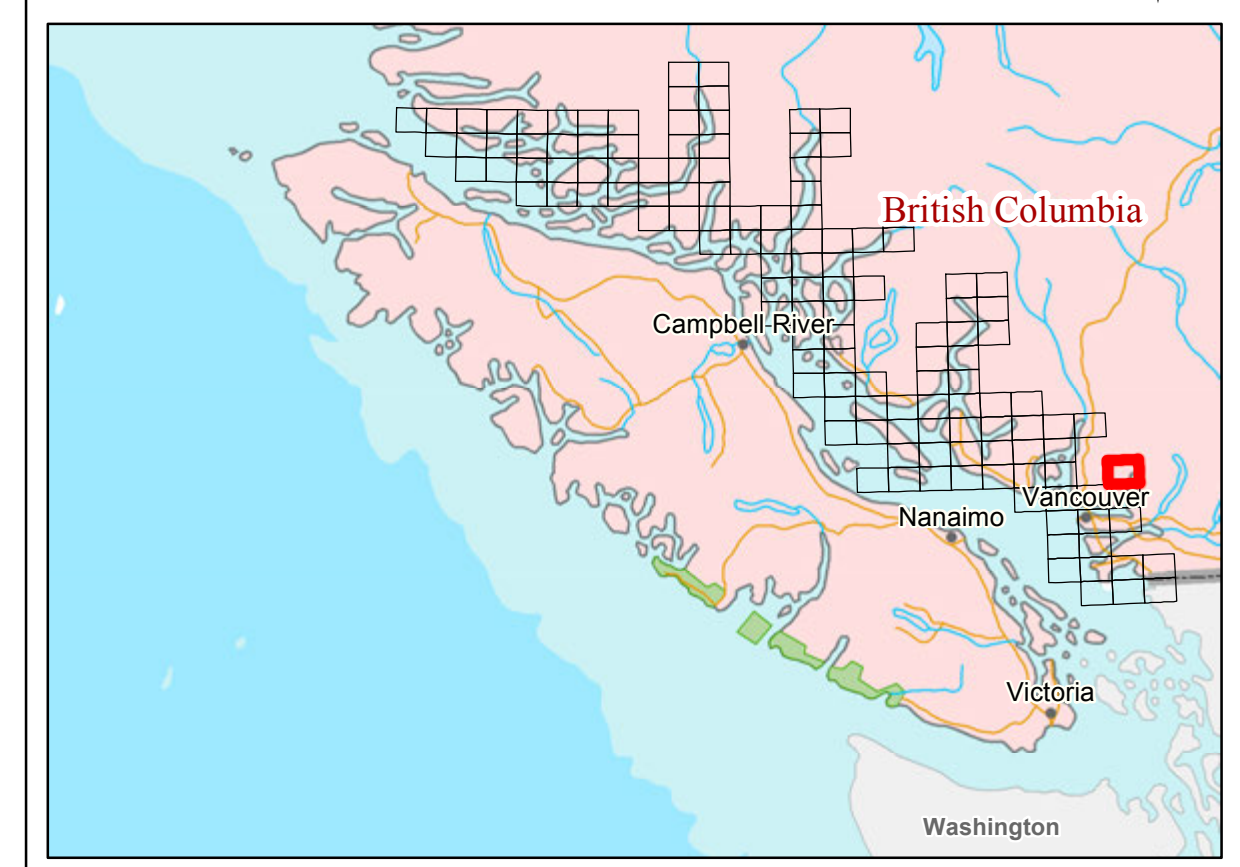 British Columbia
Campbell River
Vancouver
Nanaimo
Victoria
Washington